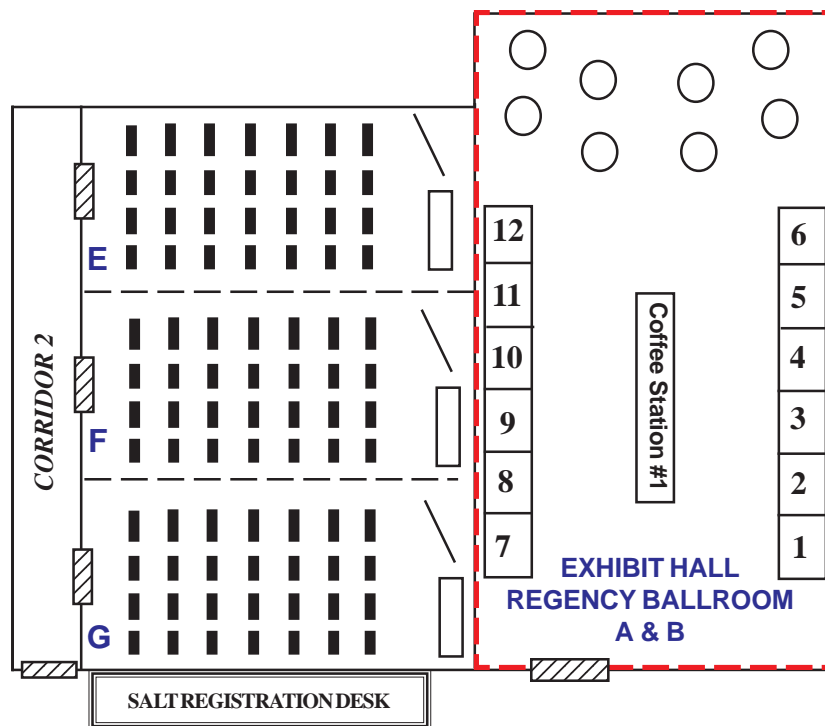 E
F
G
CORRIDOR 2
12
11
10
9
8
7
Coffee Station #1
6
5
4
3
2
1
EXHIBIT HALL
REGENCY BALLROOM
A & B
SALT REGISTRATION DESK